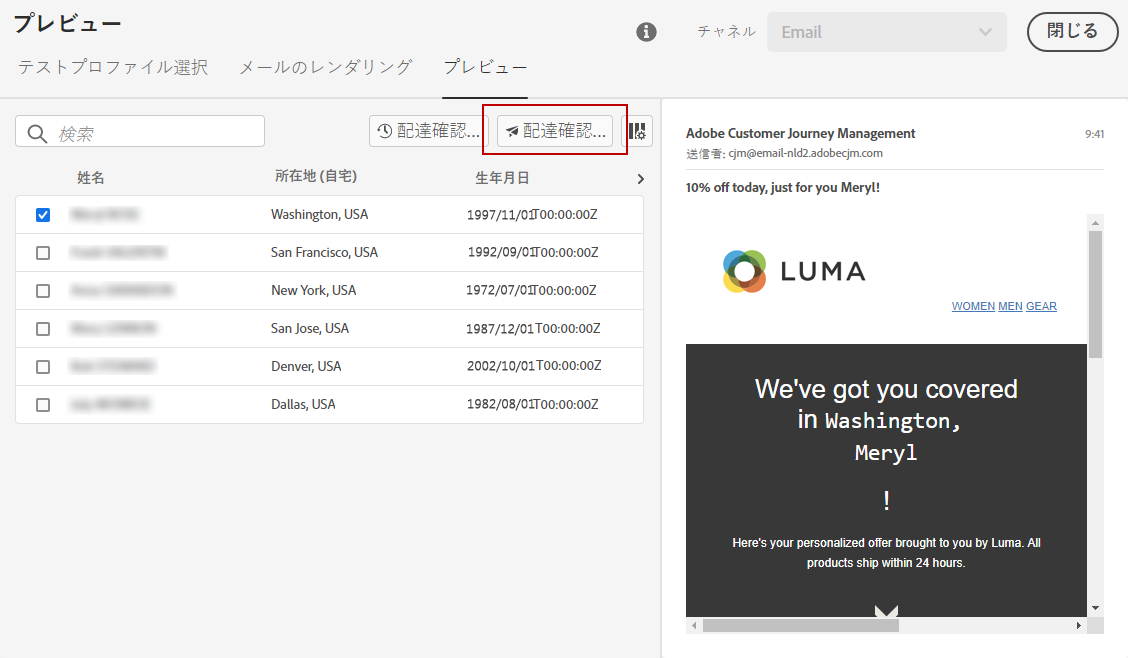 プレビュー
チャネル
Email
閉じる
テストプロファイル選択
メールのレンダリング
プレビュー
検索
配達確認...
配達確認...
姓名
所在地 (自宅)
生年月日
Washington, USA
1997/11/01T00:00:00Z
San Francisco, USA
1992/09/01T00:00:00Z
New York, USA
1972/07/01T00:00:00Z
San Jose, USA
1987/12/01T00:00:00Z
Denver, USA
2002/10/01T00:00:00Z
Dallas, USA
1982/08/01T00:00:00Z
Adobe Customer Journey Management
9:41
送信者: cjm@email-nld2.adobecjm.com
10% off today, just for you Meryl!
LUMA
WOMEN MEN GEAR
We've got you covered
in Washington,
Meryl
!
Here's your personalized offer brought to you by Luma. All
products ship within 24 hours.